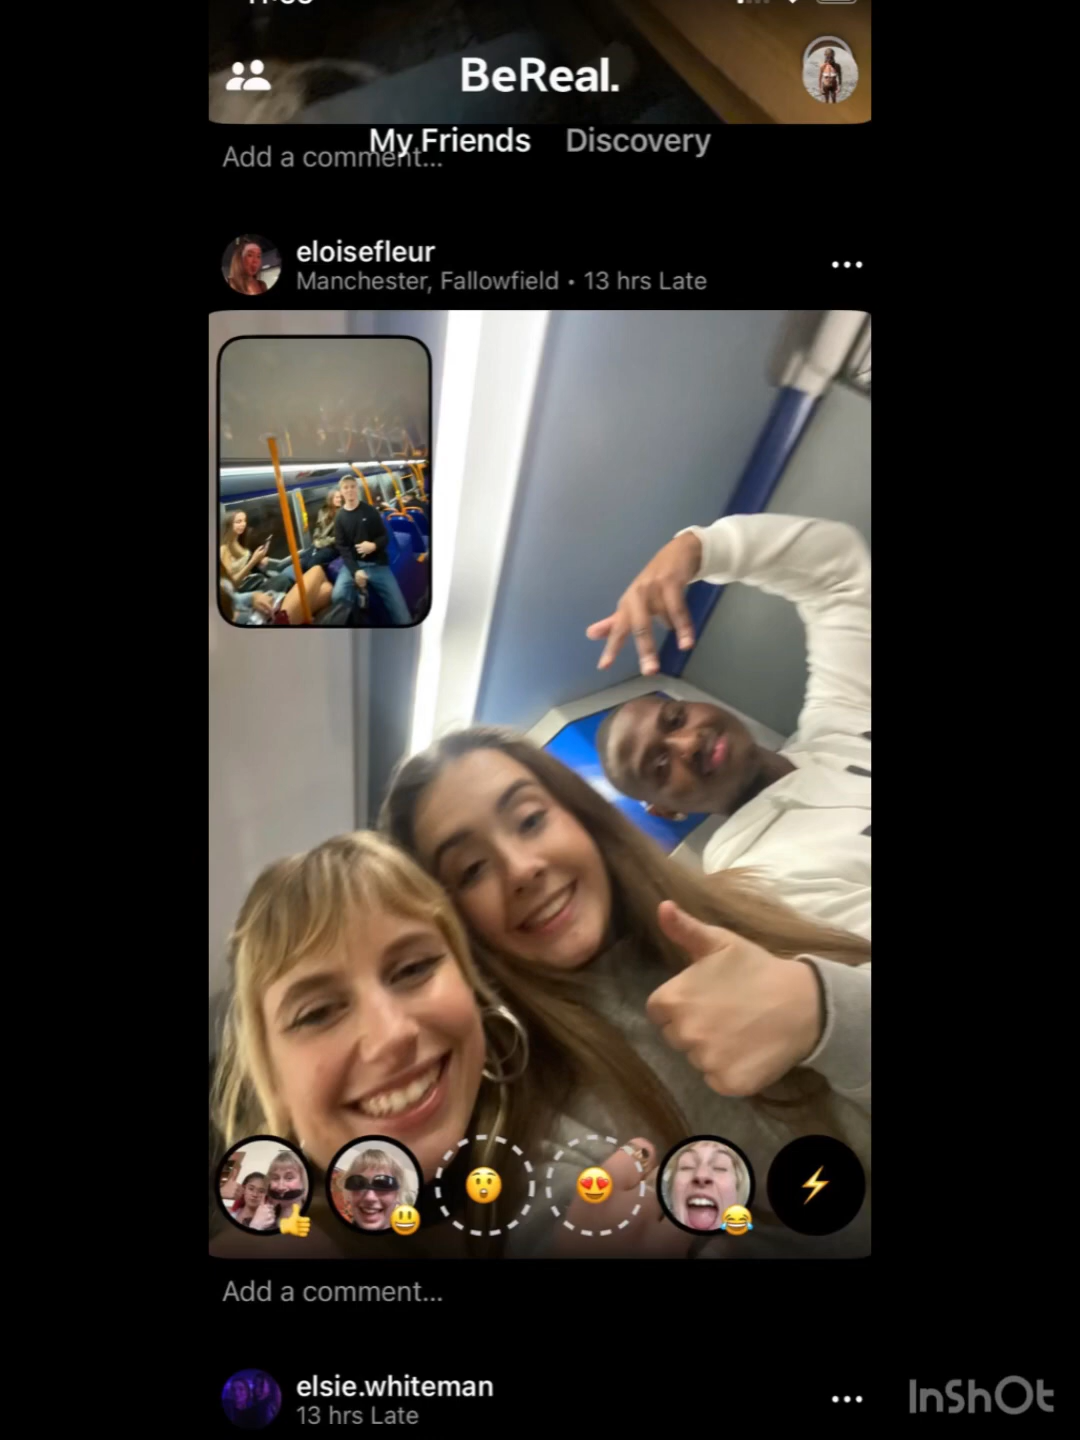 BeReal.
My Friends Discovery
Add a comment...
eloisefleur
Manchester, Fallowfield • 13 hrs Late
Add a comment...
elsie.whiteman
13 hrs Late
InShOt